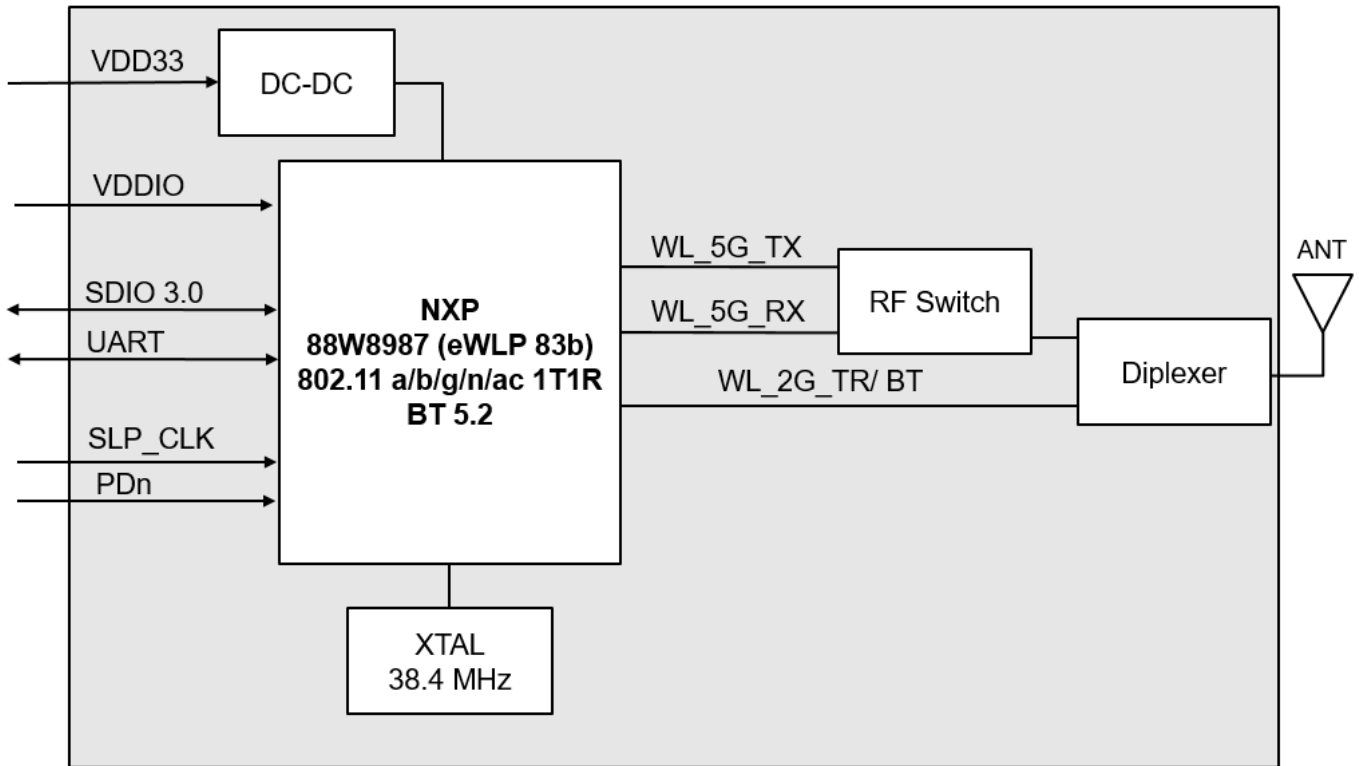 VDD33
DC-DC
VDDIO
SDIO 3.0
UART
SLP_CLK
PDn
NXP
88W8987 (eWLP 83b)
802.11 a/b/g/n/ac 1T1R
BT 5.2
XTAL
38.4 MHz
WL_5G_TX
WL_5G_RX
WL_2G_TR/ BT
RF Switch
Diplexer
ANT